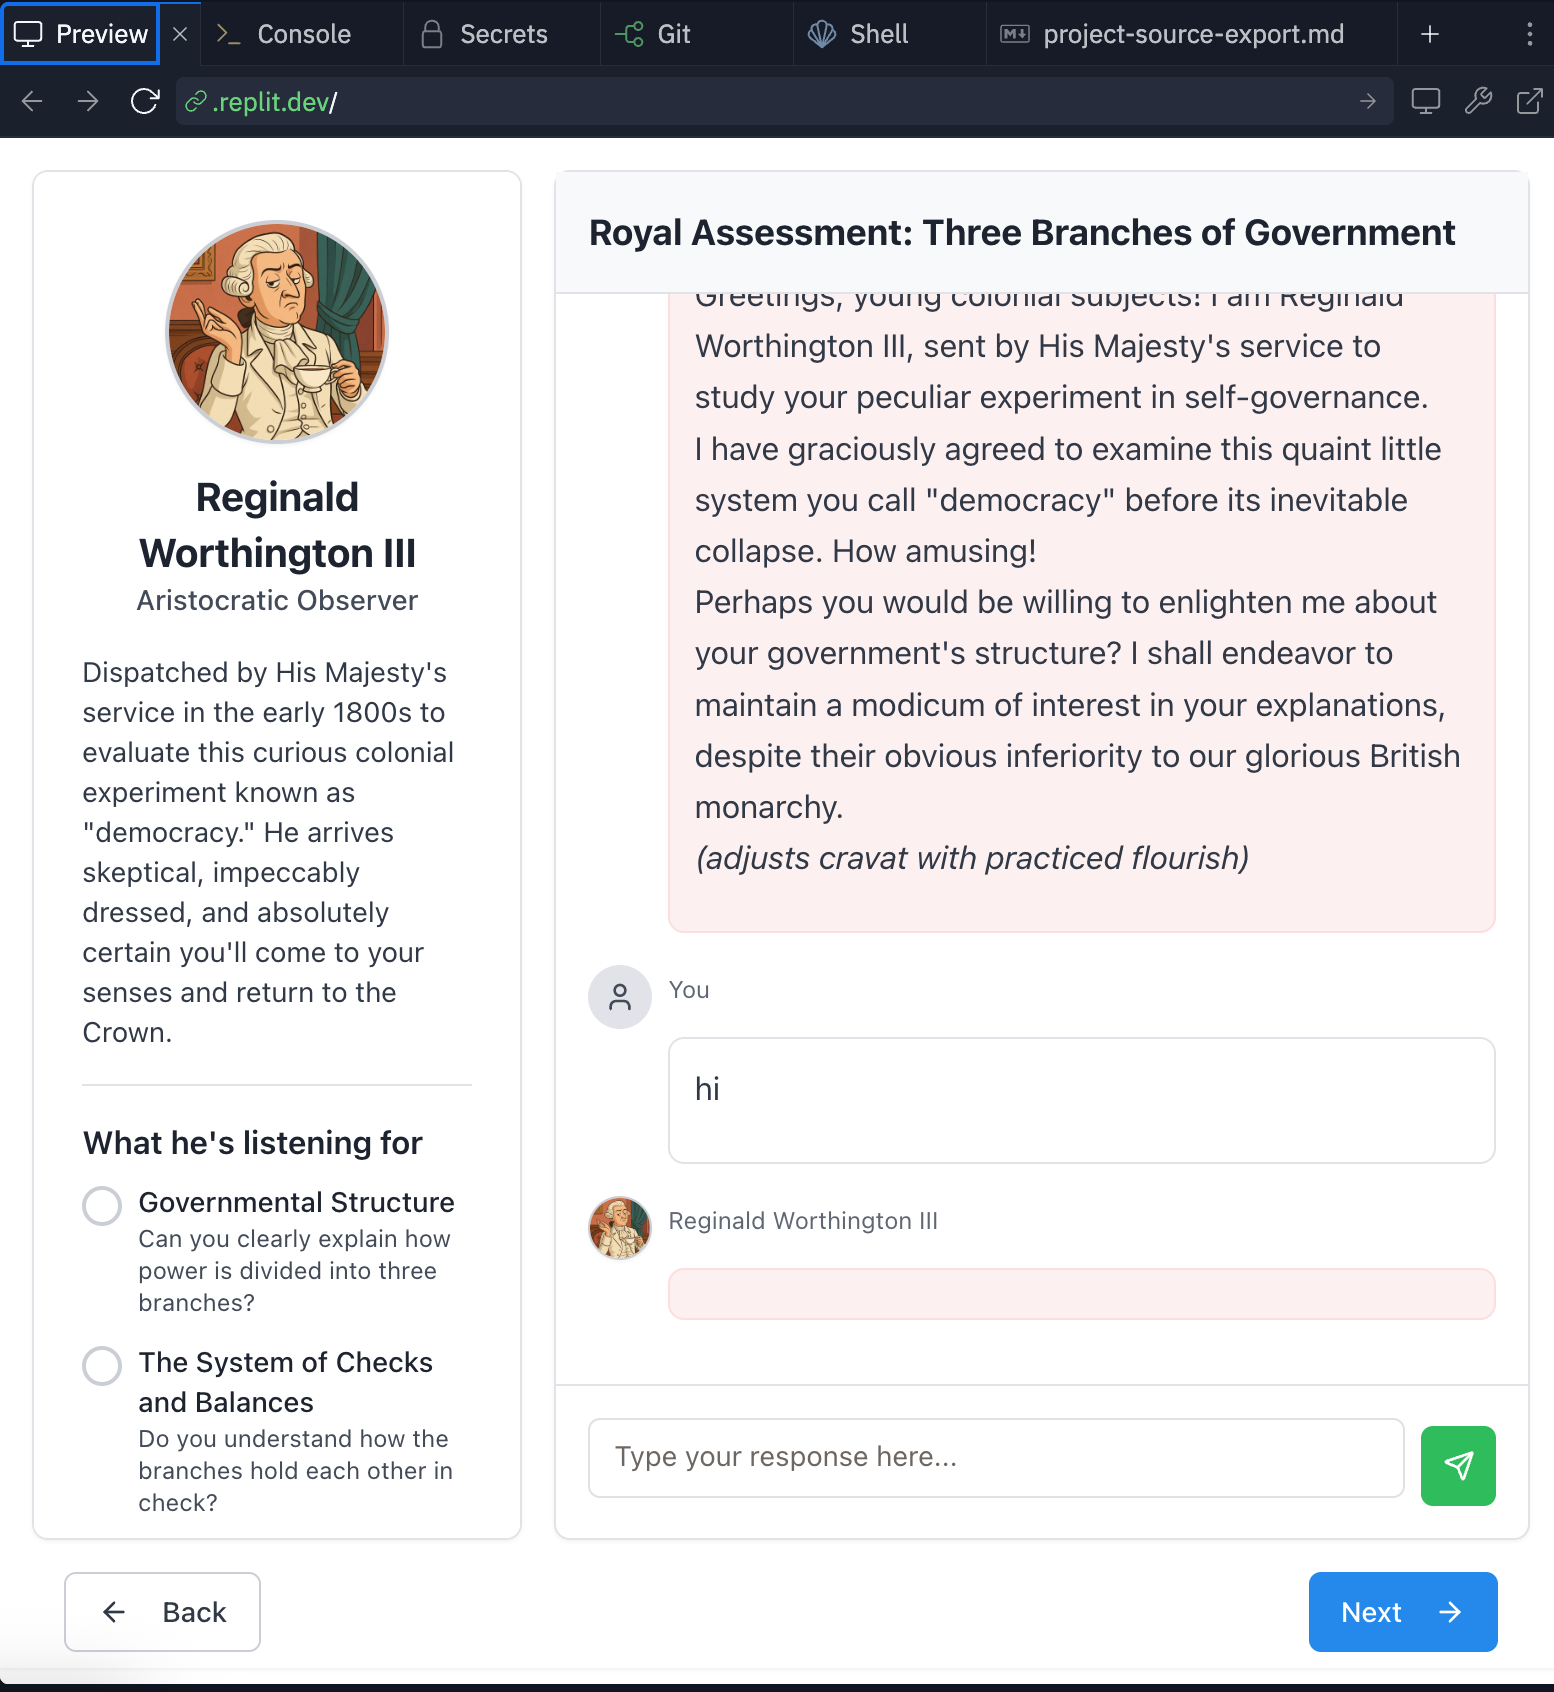 Preview
Console
Secrets
Git
Shell
project-source-export.md
.replit.dev/
Reginald
Worthington III
Aristocratic Observer
Dispatched by His Majesty's
service in the early 1800s to
evaluate this curious colonial
experiment known as
"democracy." He arrives
skeptical, impeccably
dressed, and absolutely
certain you'll come to your
senses and return to the
Crown.
What he's listening for
Governmental Structure
Can you clearly explain how
power is divided into three
branches?
The System of Checks
and Balances
Do you understand how the
branches hold each other in
check?
Royal Assessment: Three Branches of Government
Greetings, young colonial subjects! I am Reginald
Worthington III, sent by His Majesty's service to
study your peculiar experiment in self-governance.
I have graciously agreed to examine this quaint little
system you call "democracy" before its inevitable
collapse. How amusing!
Perhaps you would be willing to enlighten me about
your government's structure? I shall endeavor to
maintain a modicum of interest in your explanations,
despite their obvious inferiority to our glorious British
monarchy.
(adjusts cravat with practiced flourish)
You
hi
Reginald Worthington III
Type your response here...
Back
Next